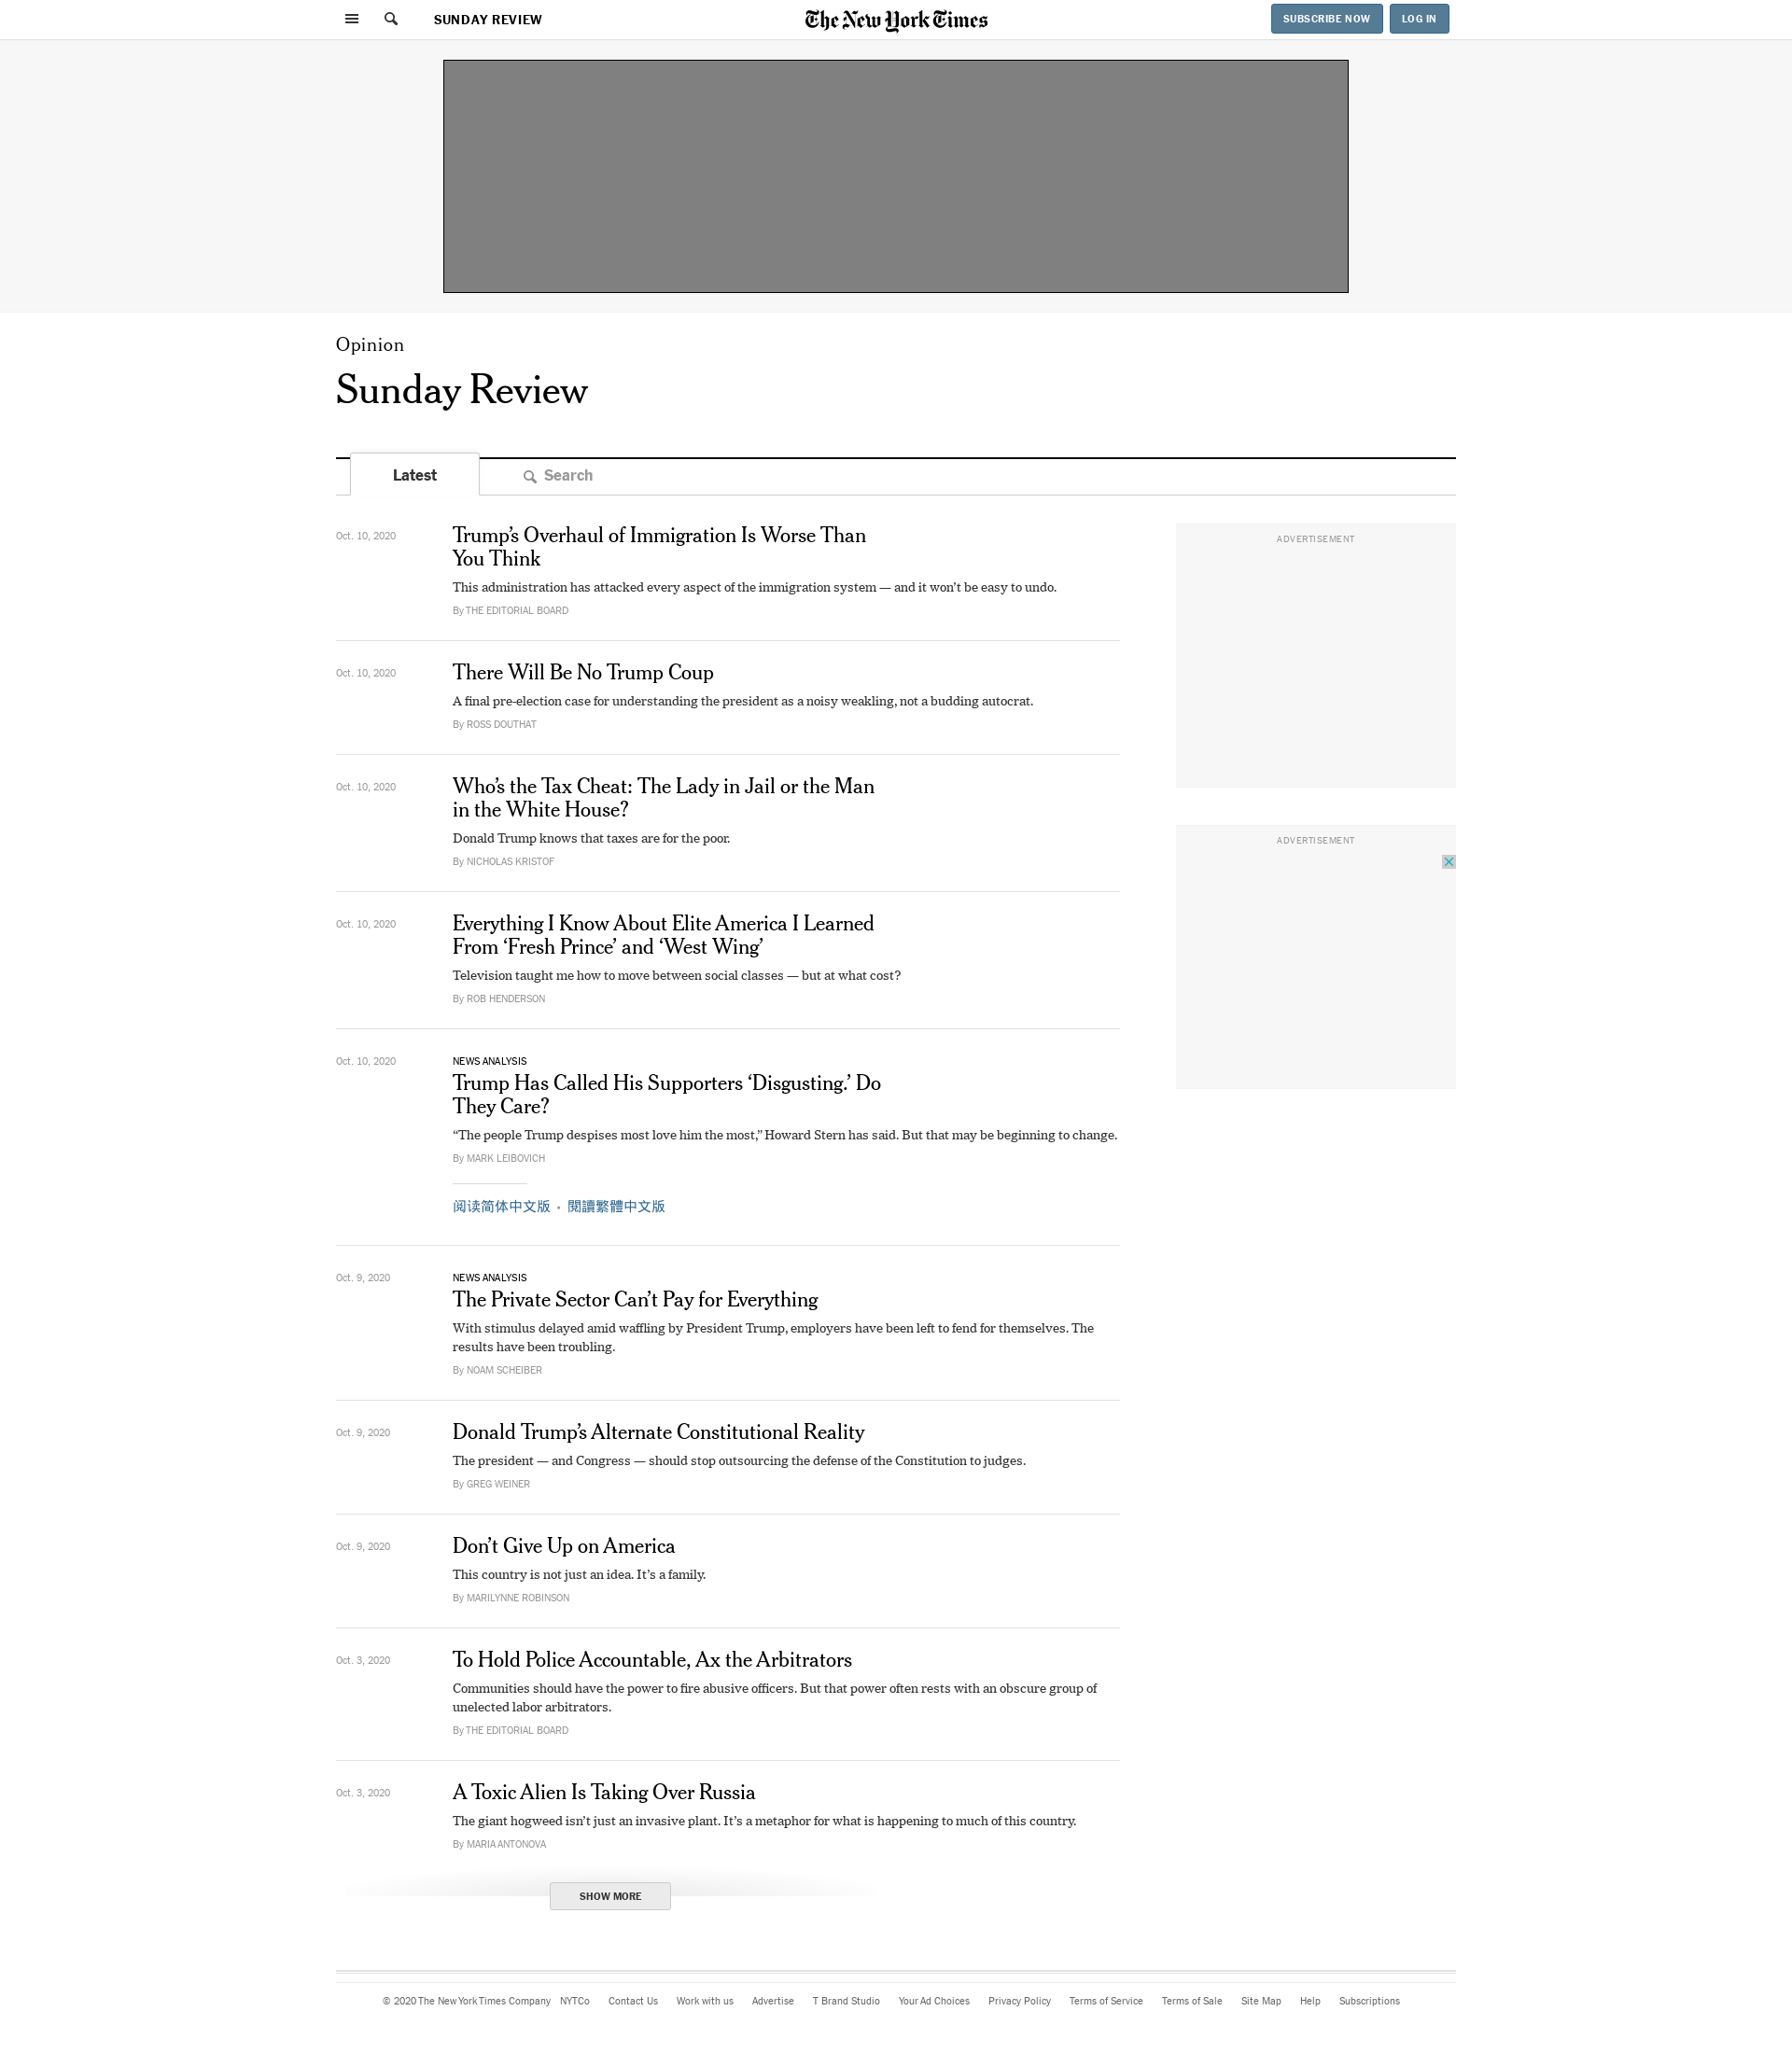 SUNDAY REVIEW
The New York Times
SUBSCRIBE NOW
LOG IN
Opinion
Sunday Review
Latest
Search
Oct. 10, 2020
Trump’s Overhaul of Immigration Is Worse Than
You Think
This administration has attacked every aspect of the immigration system — and it won’t be easy to undo.
By THE EDITORIAL BOARD
Oct. 10, 2020
There Will Be No Trump Coup
A final pre-election case for understanding the president as a noisy weakling, not a budding autocrat.
By ROSS DOUTHAT
Oct. 10, 2020
Who’s the Tax Cheat: The Lady in Jail or the Man
in the White House?
Donald Trump knows that taxes are for the poor.
By NICHOLAS KRISTOF
Oct. 10, 2020
Everything I Know About Elite America I Learned
From ‘Fresh Prince’ and ‘West Wing’
Television taught me how to move between social classes — but at what cost?
By ROB HENDERSON
Oct. 10, 2020
NEWS ANALYSIS
Trump Has Called His Supporters ‘Disgusting.’ Do
They Care?
“The people Trump despises most love him the most,” Howard Stern has said. But that may be beginning to change.
By MARK LEIBOVICH
阅读简体中文版 • 閱讀繁體中文版
Oct. 9, 2020
NEWS ANALYSIS
The Private Sector Can’t Pay for Everything
With stimulus delayed amid waffling by President Trump, employers have been left to fend for themselves. The
results have been troubling.
By NOAM SCHEIBER
Oct. 9, 2020
Donald Trump’s Alternate Constitutional Reality
The president — and Congress — should stop outsourcing the defense of the Constitution to judges.
By GREG WEINER
Oct. 9, 2020
Don’t Give Up on America
This country is not just an idea. It’s a family.
By MARILYNNE ROBINSON
Oct. 3, 2020
To Hold Police Accountable, Ax the Arbitrators
Communities should have the power to fire abusive officers. But that power often rests with an obscure group of
unelected labor arbitrators.
By THE EDITORIAL BOARD
Oct. 3, 2020
A Toxic Alien Is Taking Over Russia
The giant hogweed isn’t just an invasive plant. It’s a metaphor for what is happening to much of this country.
By MARIA ANTONOVA
SHOW MORE
ADVERTISEMENT
ADVERTISEMENT
© 2020 The New York Times Company NYTCo Contact Us Work with us Advertise T Brand Studio Your Ad Choices Privacy Policy Terms of Service Terms of Sale Site Map Help Subscriptions